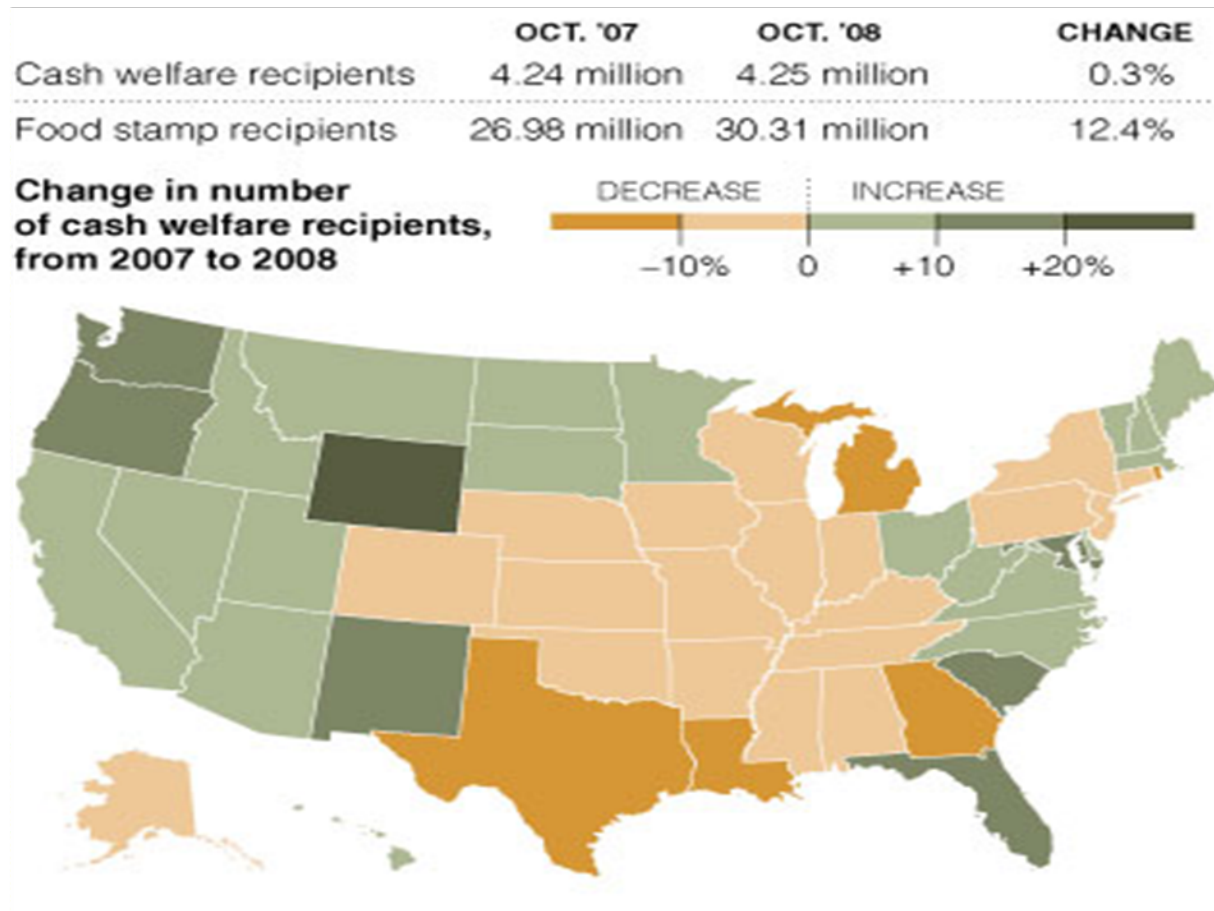 OCT. '07 OCT. '08 CHANGE
Cash welfare recipients 4.24 million 4.25 million 0.3%
Food stamp recipients 26.98 million 30.31 million 12.4%
Change in number
of cash welfare recipients,
from 2007 to 2008
DECREASE INCREASE
–10% 0 +10 +20%